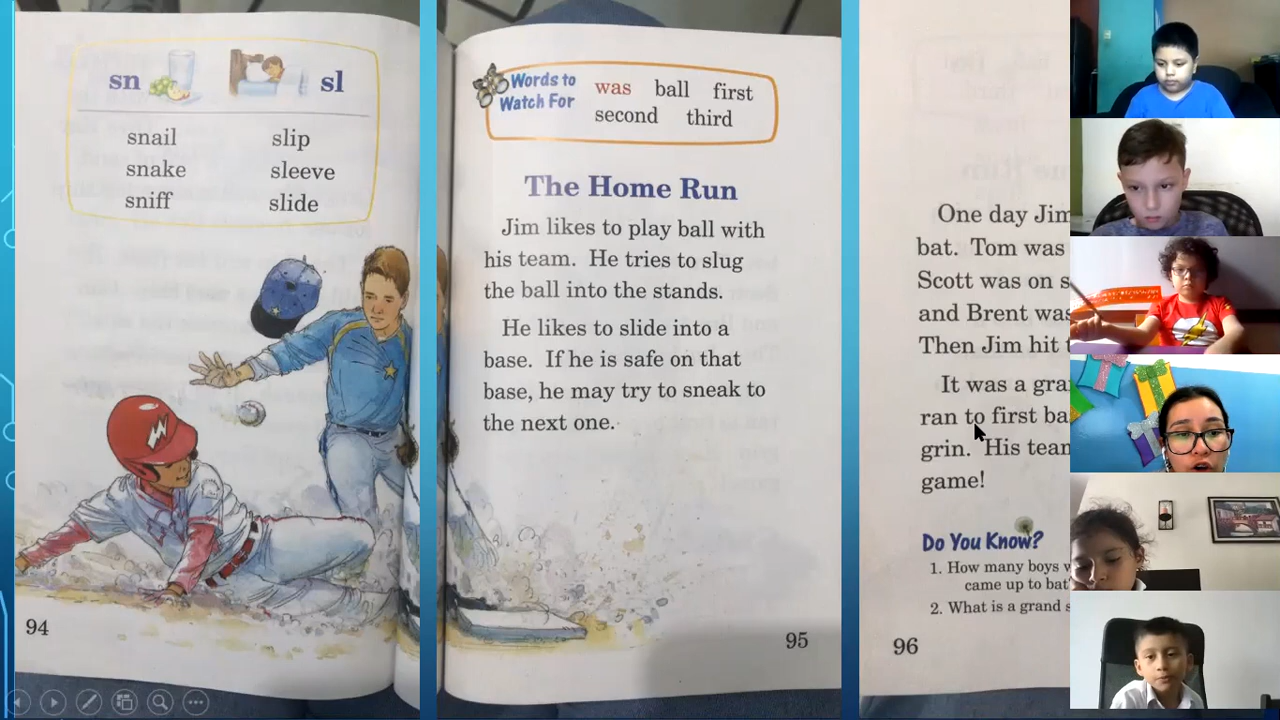 sn sl
snail slip
snake sleeve
sniff slide
94
Words to
Watch For
was ball first
second third
The Home Run
Jim likes to play ball with
his team. He tries to slug
the ball into the stands.
He likes to slide into a
base. If he is safe on that
base, he may try to sneak to
the next one.
95
One day Jim
bat. Tom was
Scott was on
and Brent was
Then Jim hit
It was a
ran to first
grin. His team
game!
Do You Know?
1. How many boys
came up to bat
2. What is a grand
96